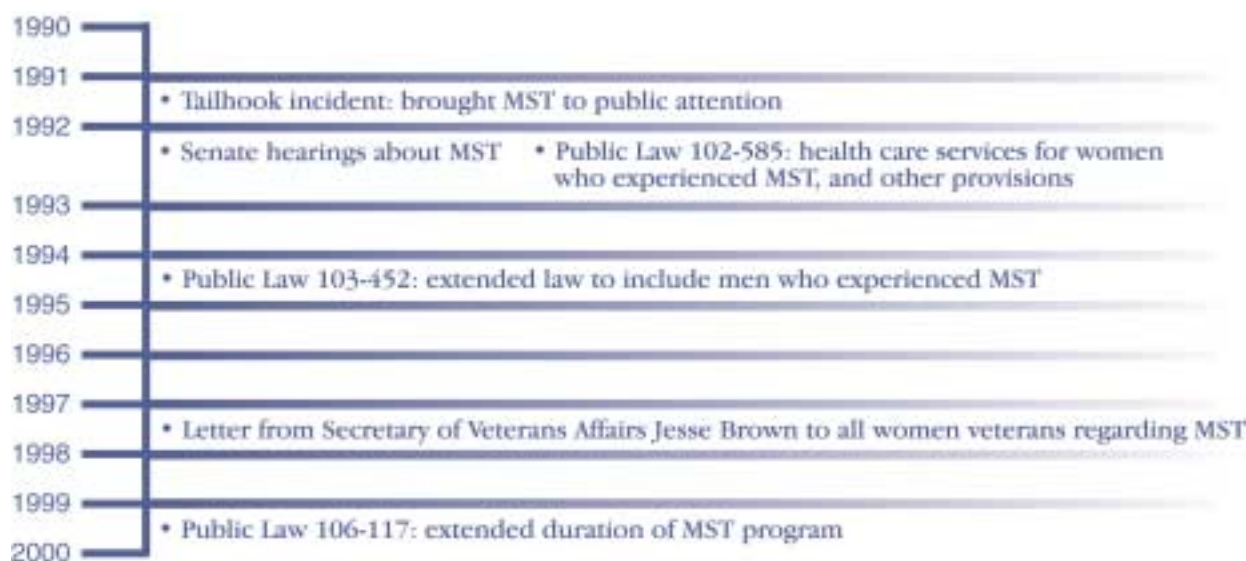 1990
1991
• Tailhook incident: brought MST to public attention
1992
• Senate hearings about MST • Public Law 102-585: health care services for women
who experienced MST, and other provisions
1993
1994
• Public Law 103-452: extended law to include men who experienced MST
1995
1996
1997
• Letter from Secretary of Veterans Affairs Jesse Brown to all women veterans regarding MST
1998
1999
• Public Law 106-117: extended duration of MST program
2000